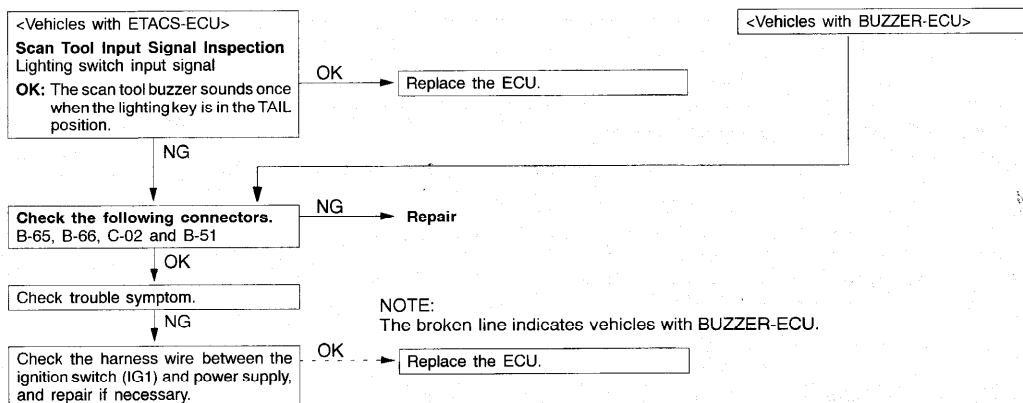 <Vehicles with ETACS-ECU>
Scan Tool Input Signal Inspection
Lighting switch input signal
OK: The scan tool buzzer sounds once
when the lighting key is in the TAIL
position.
OK
Replace the ECU.
<Vehicles with BUZZER-ECU>
NG
Check the following connectors.
B-65, B-66, C-02 and B-51
NG
Repair
OK
Check trouble symptom.
NG
NOTE:
The broken line indicates vehicles with BUZZER-ECU.
Check the harness wire between the
ignition switch (IG1) and power supply,
and repair if necessary.
OK
Replace the ECU.